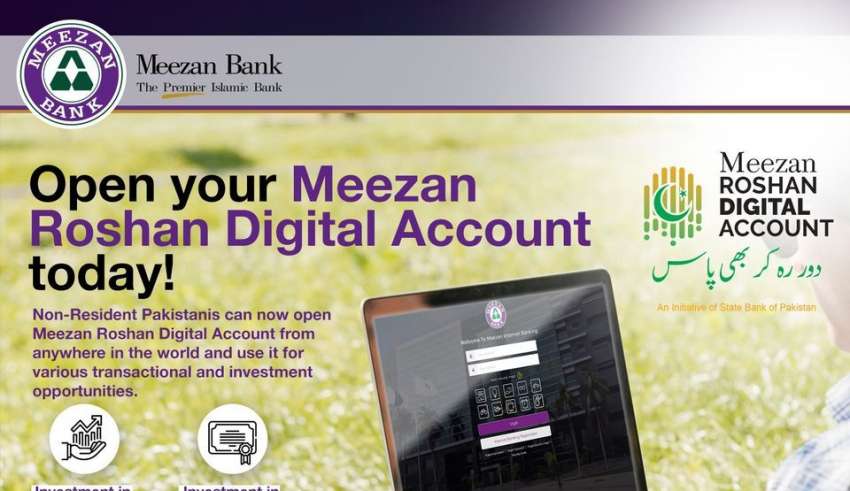 MEEZAN BANK
Meezan Bank
The Premier Islamic Bank
Open your Meezan
Roshan Digital Account
today!
Non-Resident Pakistanis can now open
Meezan Roshan Digital Account from
anywhere in the world and use it for
various transactional and investment
opportunities.
Meezan
ROSHAN
DIGITAL
ACCOUNT
دور رہ کر بھی پاس
An Initiative of State Bank of Pakistan
Welcome To Meezan Internet Banking
Investment in
Investment in